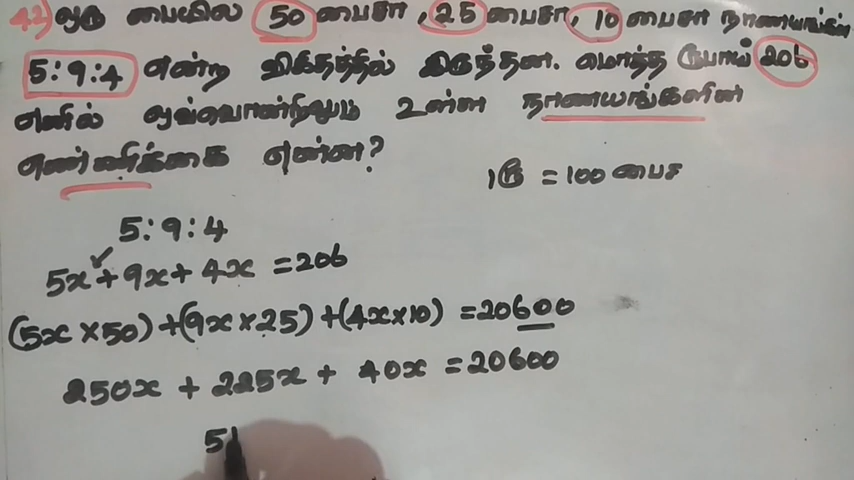 42) ஒரு பையில் 50 பைசா, 25 பைசா, 10 பைசா நாணயங்கள்
5:9:4 என்ற விகிதத்தில் இருந்தன. மொத்த ரூபாய் 206
எனில் ஒவ்வொன்றிலும் உள்ள நாணயங்களின்
எண்ணிக்கை என்ன?
1ரூ = 100 பைச
5:9:4
5x + 9x + 4x = 206
(5x × 50) + (9x × 25) + (4x × 10) = 20600
250x + 225x + 40x = 20600
5